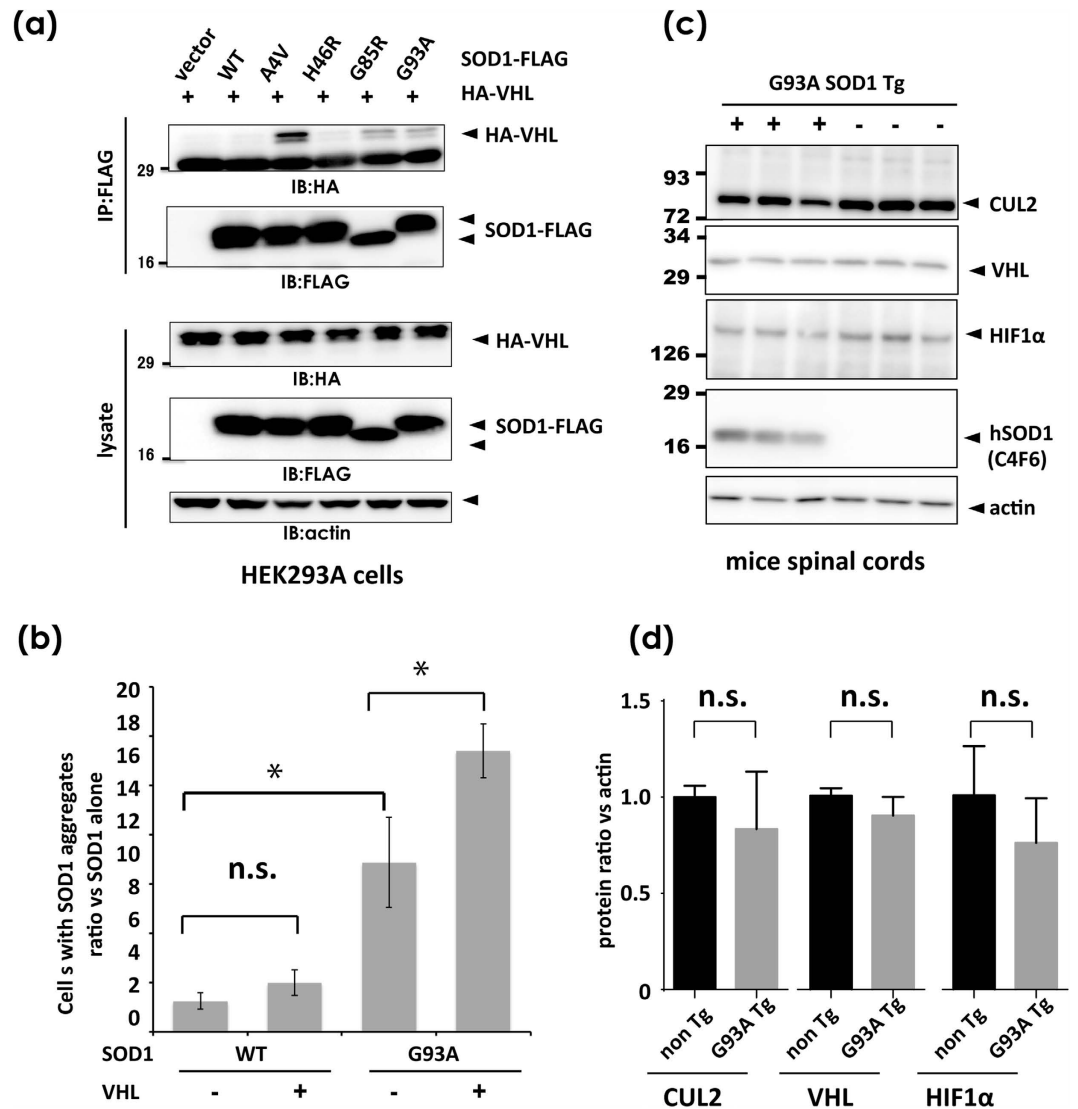 (a)
vector WT A4V H46R G85R G93A SOD1-FLAG
+ + + + + + HA-VHL
IP:FLAG
HA-VHL
29
IB:HA
SOD1-FLAG
16
IB:FLAG
lysate
HA-VHL
29
IB:HA
SOD1-FLAG
16
IB:FLAG
IB:actin
HEK293A cells
(c)
G93A SOD1 Tg
+ + + - - -
93
CUL2
72
34
VHL
29
HIF1α
126
29
hSOD1
16
(C4F6)
actin
mice spinal cords
(b)
Cell s with SOD1 aggregates
ratio vs SOD1 alone
20
18
16
14
12
10
8
6
4
2
0
n.s.
*
*
SOD1 WT G93A
VHL - + - +
(d)
protein ratio vs actin
1.5
1.0
0.5
0
n.s. n.s. n.s.
non Tg G93A Tg non Tg G93A Tg non Tg G93A Tg
CUL2 VHL HIF1α